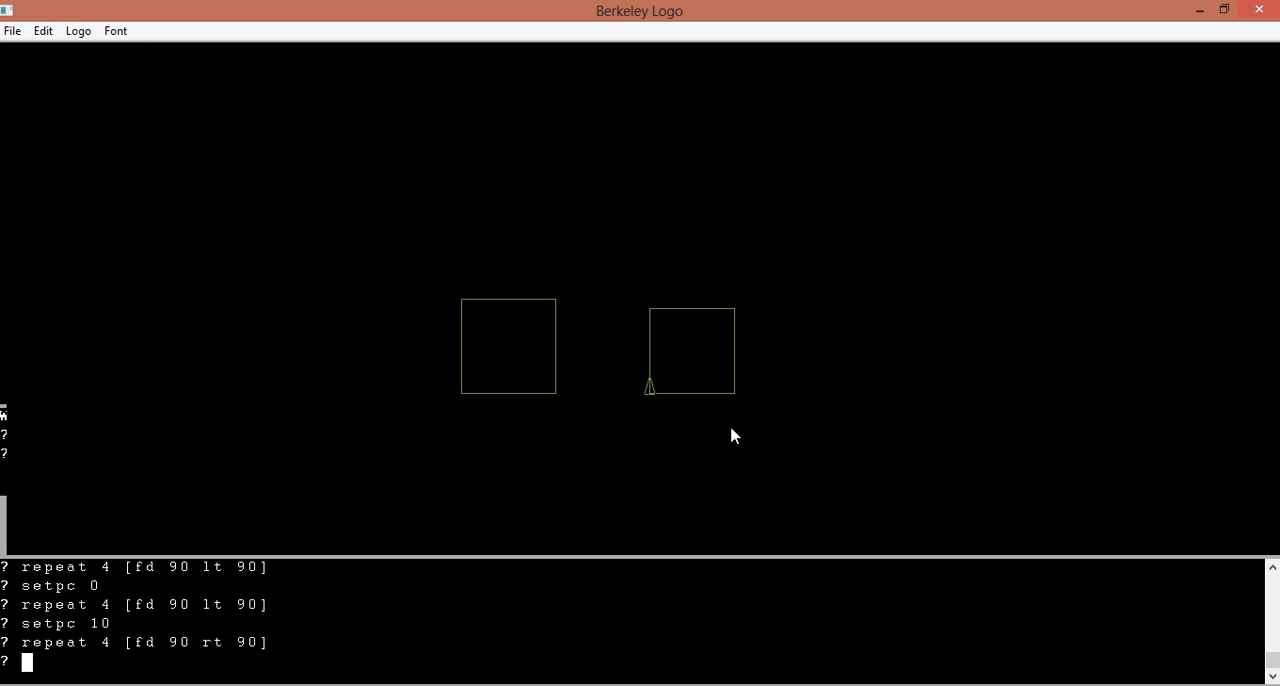 Berkeley Logo
File Edit Logo Font
?
?
? repeat 4 [fd 90 lt 90]
? setpc 0
? repeat 4 [fd 90 lt 90]
? setpc 10
? repeat 4 [fd 90 rt 90]
?